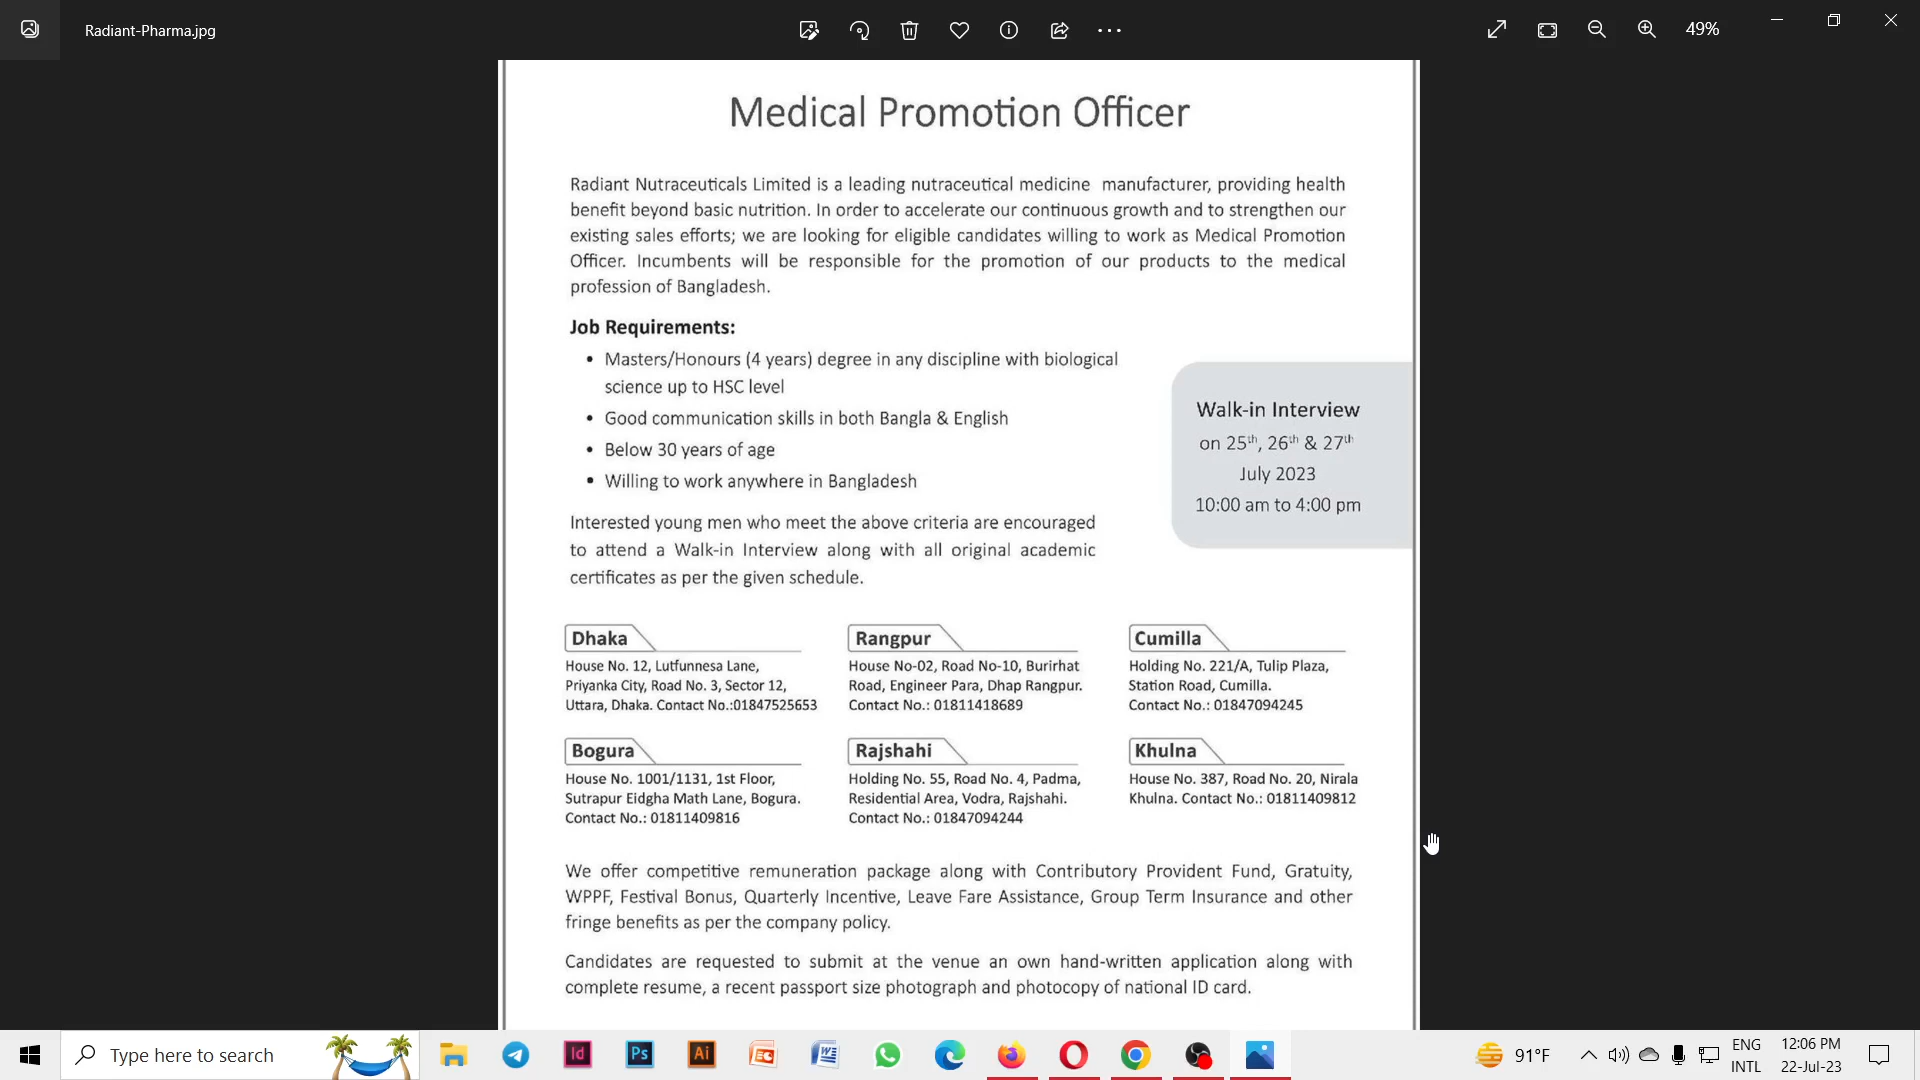 Radiant-Pharma.jpg
49%
Medical Promotion Officer
Radiant Nutraceuticals Limited is a leading nutraceutical medicine manufacturer, providing health
benefit beyond basic nutrition. In order to accelerate our continuous growth and to strengthen our
existing sales efforts; we are looking for eligible candidates willing to work as Medical Promotion
Officer. Incumbents will be responsible for the promotion of our products to the medical
profession of Bangladesh.
Job Requirements:
• Masters/Honours (4 years) degree in any discipline with biological
science up to HSC level
• Good communication skills in both Bangla & English
• Below 30 years of age
• Willing to work anywhere in Bangladesh
Walk-in Interview
on 25th, 26th & 27th
July 2023
10:00 am to 4:00 pm
Interested young men who meet the above criteria are encouraged
to attend a Walk-in Interview along with all original academic
certificates as per the given schedule.
Dhaka
House No. 12, Lutfunnesa Lane,
Priyanka City, Road No. 3, Sector 12,
Uttara, Dhaka. Contact No.:01847525653
Rangpur
House No-02, Road No-10, Burirhat
Road, Engineer Para, Dhap Rangpur.
Contact No.: 01811418689
Cumilla
Holding No. 221/A, Tulip Plaza,
Station Road, Cumilla.
Contact No.: 01847094245
Bogura
House No. 1001/1131, 1st Floor,
Sutrapur Eidgha Math Lane, Bogura.
Contact No.: 01811409816
Rajshahi
Holding No. 55, Road No. 4, Padma,
Residential Area, Vodra, Rajshahi.
Contact No.: 01847094244
Khulna
House No. 387, Road No. 20, Nirala
Khulna. Contact No.: 01811409812
We offer competitive remuneration package along with Contributory Provident Fund, Gratuity,
WPPF, Festival Bonus, Quarterly Incentive, Leave Fare Assistance, Group Term Insurance and other
fringe benefits as per the company policy.
Candidates are requested to submit at the venue an own hand-written application along with
complete resume, a recent passport size photograph and photocopy of national ID card.
Type here to search
Id
Ps
Ai
91°F
ENG
INTL
12:06 PM
22-Jul-23